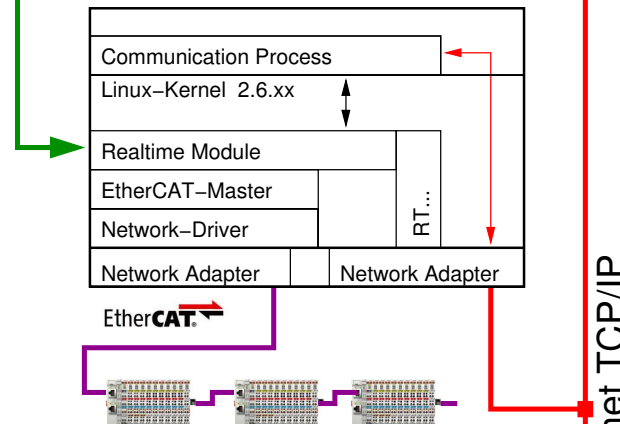 Communication Process
Linux−Kernel 2.6.xx
Realtime Module
EtherCAT−Master
RT...
Network−Driver
Network Adapter
Network Adapter
EtherCAT.
net TCP/IP